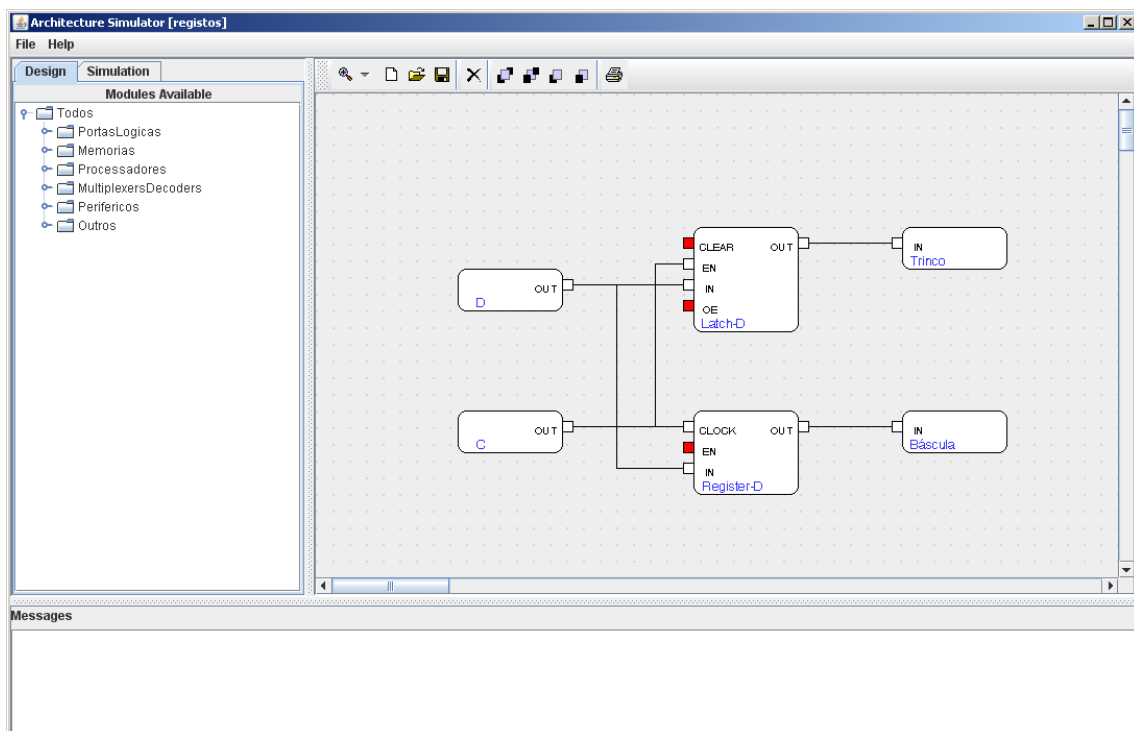 Architecture Simulator [registos]
File Help
Design Simulation
Modules Available
Todos
PortasLogicas
Memorias
Processadores
MultiplexersDecoders
Perifericos
Outros
D
OUT
C
OUT
CLEAR OUT
EN
IN
OE
Latch-D
IN
Trinco
CLOCK OUT
EN
IN
Register-D
IN
Báscula
Messages